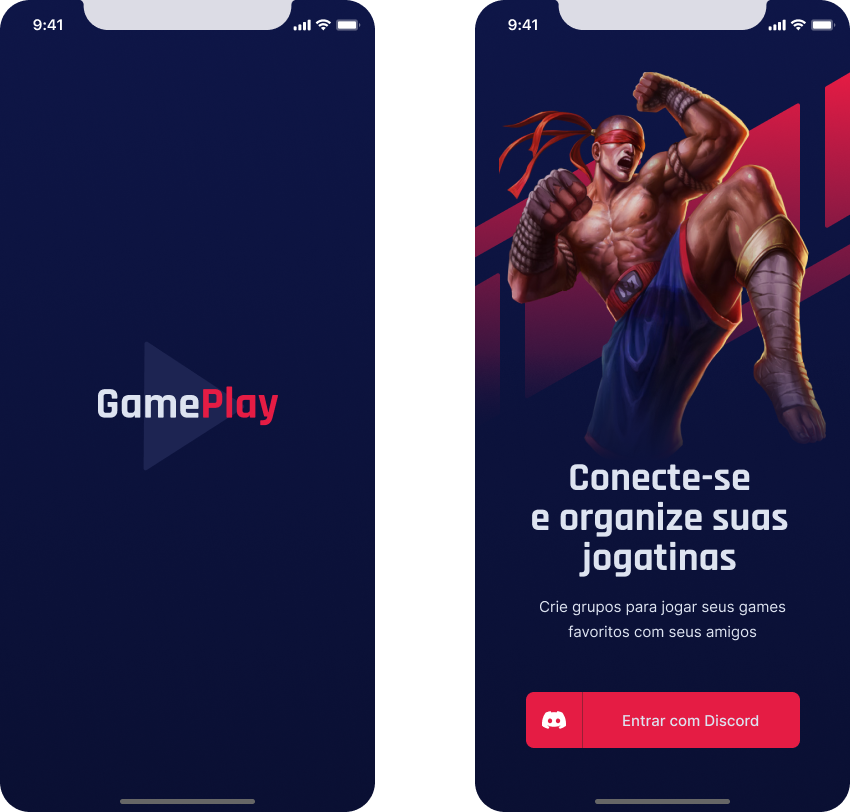 9:41
GamePlay
9:41
Conecte-se
e organize suas
jogatinas
Crie grupos para jogar seus games
favoritos com seus amigos
Entrar com Discord